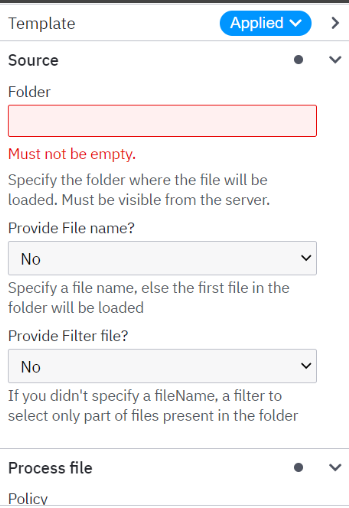 Template
Applied
Source
Folder
Must not be empty.
Specify the folder where the file will be
loaded. Must be visible from the server.
Provide File name?
No
Specify a file name, else the first file in the
folder will be loaded
Provide Filter file?
No
If you didn't specify a fileName, a filter to
select only part of files present in the folder
Process file
Policy